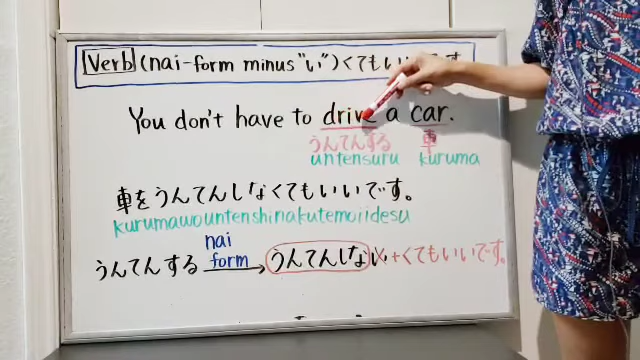 Verb (nai-form minus "い") くてもいいです
You don't have to drive a car.
うんてんする 車
untensuru kuruma
車をうんてんしなくてもいいです。
kurumawountenshinakutemoiidesu
nai
form
うんてんする → うんてんしない +くてもいいです。